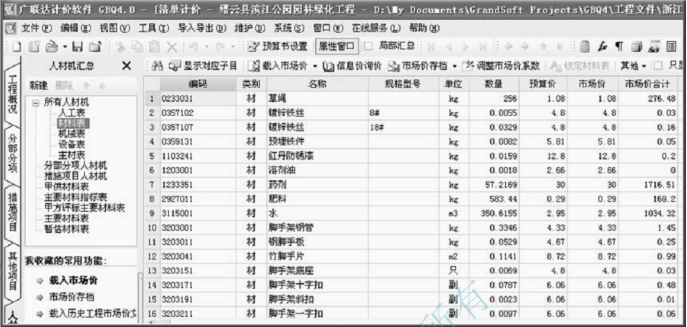 广联达计价软件 GBQ4.0 - [清单计价 - 缙云县滨江公园园林绿化工程 - D:\My Documents\GrandSoft Projects\GBQ4\工程文件\浙江
文件(F) 编辑(E) 视图(V) 工具(T) 导入导出(D) 维护(D) 系统(S) 窗口(W) 在线服务(L) 帮助(H)
预算书设置 属性窗口 局部汇总
人材机汇总 显示对应子目 载入市场价 信息价询价 市场价存档 调整市场价系数 锁定材料表 其他 只显
新建 删除
所有人材机
人工表
材料表
机械表
设备表
主材表
分部分项人材机
措施项目人材机
甲供材料表
主要材料指标表
甲方评标主要材料表
主要材料表
暂估材料表
我收藏的常用功能:
载入市场价
市场价存档
载入历史工程市场价文
工程概况
分部分项
措施项目
其他项目
编码 类别 名称 规格型号 单位 数量 预算价 市场价 市场价合计
1 0233031 材 草绳 kg 256 1.08 1.08 276.48
2 0357102 材 镀锌铁丝 8# kg 0.0055 4.8 4.8 0.03
3 0357107 材 镀锌铁丝 18# kg 0.0329 4.8 4.8 0.16
4 0359131 材 预埋铁件 kg 0.0082 5.81 5.81 0.05
5 1103241 材 红丹防锈漆 kg 0.0159 12.8 12.8 0.2
6 1203001 材 溶剂油 kg 0.0018 2.66 2.66 0
7 1233351 材 药剂 kg 57.2169 30 30 1716.51
8 2927011 材 肥料 kg 583.44 0.29 0.29 169.2
9 3115001 材 水 m3 350.6155 2.95 2.95 1034.32
10 3203001 材 脚手架钢管 kg 0.3346 4.33 4.33 1.45
11 3203011 材 钢脚手板 kg 0.0529 4.67 4.67 0.25
12 3203041 材 竹脚手片 m2 0.1141 8.72 8.72 0.99
13 3203151 材 脚手架底座 只 0.0069 4.8 4.8 0.03
14 3203171 材 脚手架十字扣 副 0.0787 6.06 6.06 0.48
15 3203191 材 脚手架斜扣 副 0.0023 6.06 6.06 0.01
16 3203211 材 脚手架一字扣 副 0.0097 6.06 6.06 0.06
所有